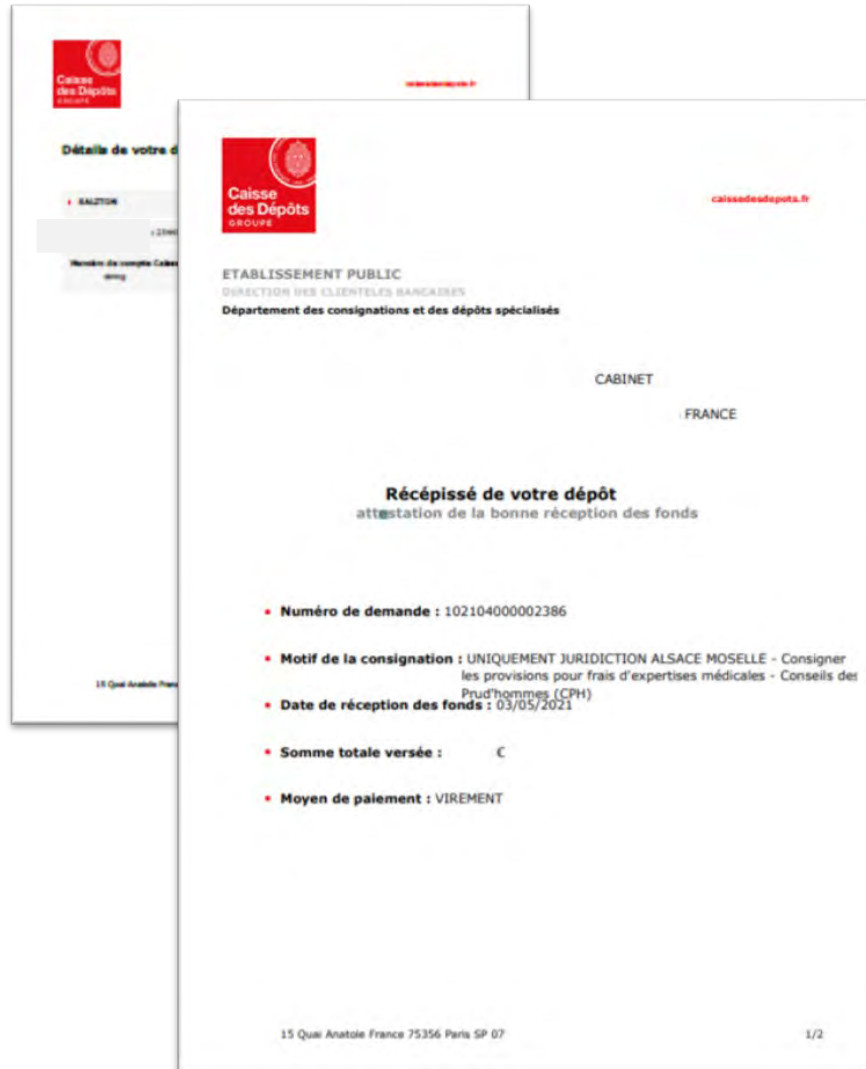 Caisse
des Dépôts
GROUPE
Détails de votre d
Caisse
des Dépôts
GROUPE
caissedesdepots.fr
ETABLISSEMENT PUBLIC
DIRECTION DES CLIENTELES BANCAIRES
Département des consignations et des dépôts spécialisés
CABINET
FRANCE
Récépissé de votre dépôt
attestation de la bonne réception des fonds
• Numéro de demande : 102104000002386
• Motif de la consignation : UNIQUEMENT JURIDICTION ALSACE MOSELLE - Consigner
les provisions pour frais d'expertises médicales - Conseils des
Prud'hommes (CPH)
• Date de réception des fonds : 03/05/2021
• Somme totale versée : €
• Moyen de paiement : VIREMENT
15 Quai Anatole France 75356 Paris SP 07 1/2